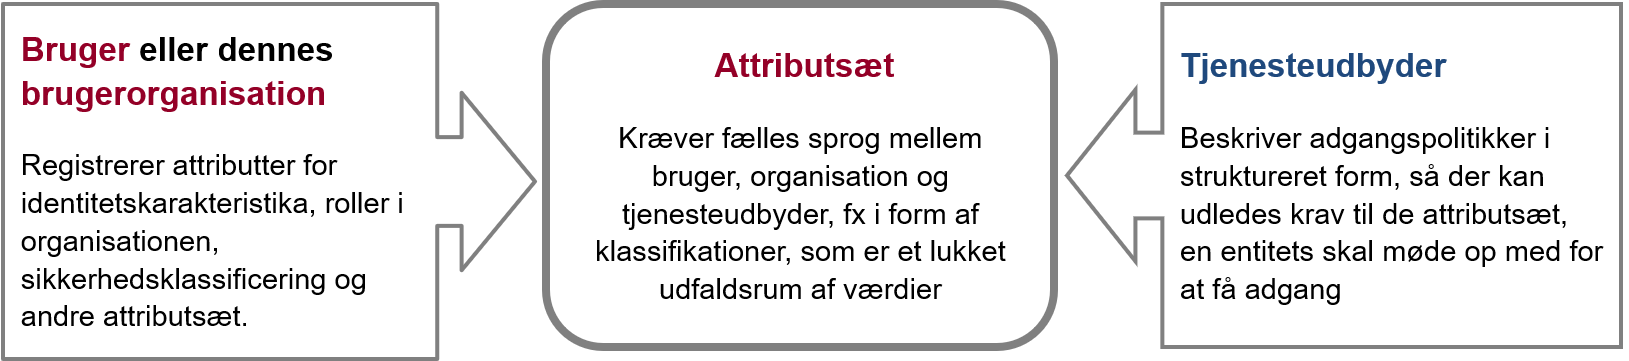 Bruger eller dennes
brugerorganisation
Registrerer attributter for
identitetskarakteristika, roller i
organisationen,
sikkerhedsklassificering og
andre attributsæt.
Attributsæt
Kræver fælles sprog mellem
bruger, organisation og
tjenesteudbyder, fx i form af
klassifikationer, som er et lukket
udfaldsrum af værdier
Tjenesteudbyder
Beskriver adgangspolitikker i
struktureret form, så der kan
udledes krav til de attributsæt,
en entitets skal møde op med for
at få adgang